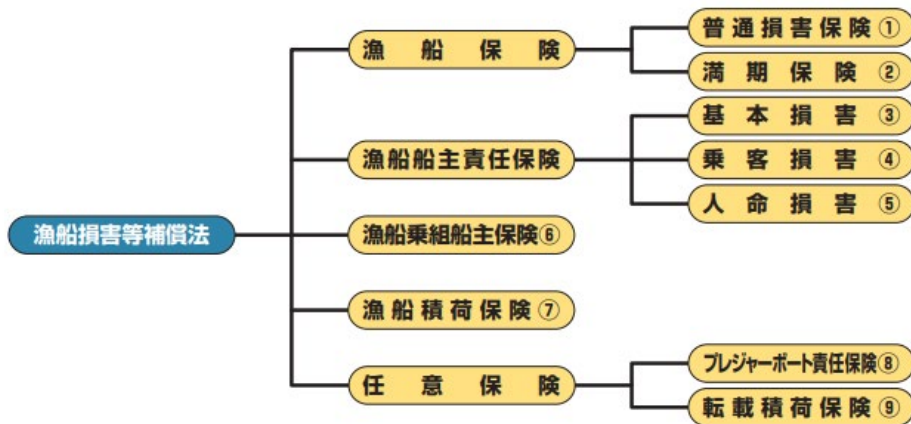 漁船損害等補償法
漁船保険
普通損害保険①
満期保険②
漁船船主責任保険
基本損害③
乗客損害④
人命損害⑤
漁船乗組船主保険⑥
漁船積荷保険⑦
任意保険
プレジャーボート責任保険⑧
転載積荷保険⑨